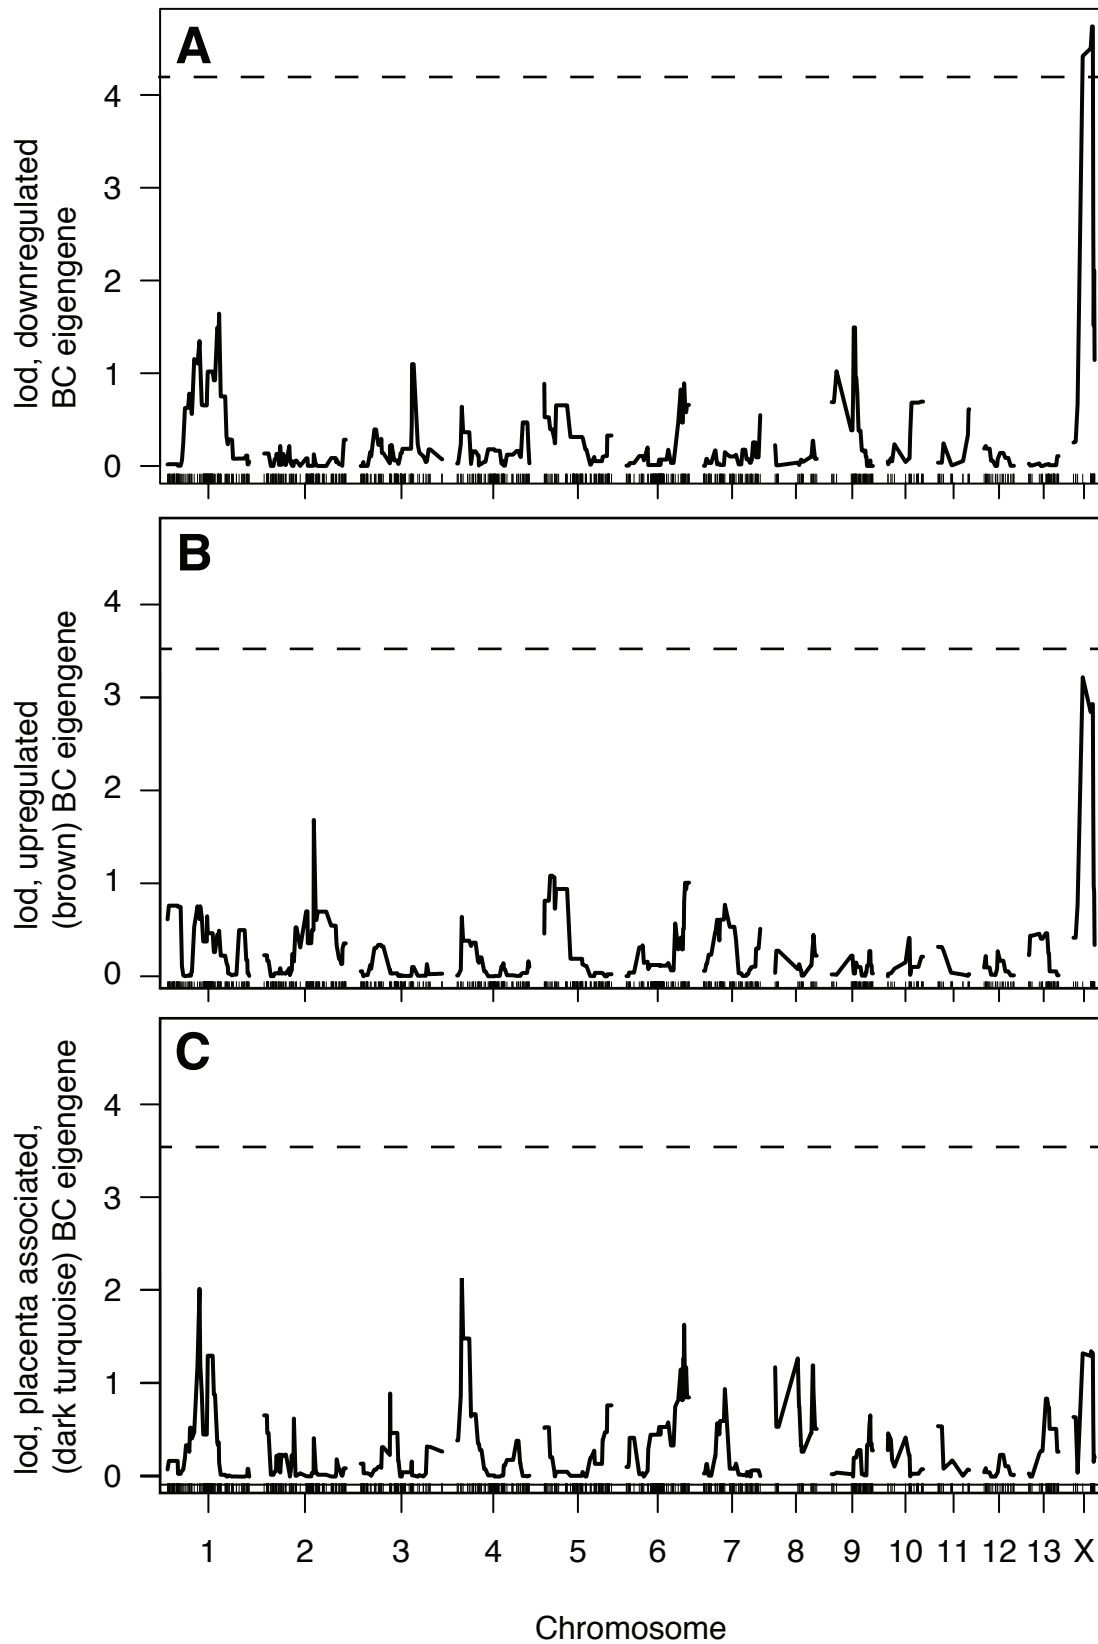 A
lod, downregulated
BC eigengene
4
3
2
1
0
B
lod, upregulated
(brown) BC eigengene
4
3
2
1
0
C
lod, placenta associated,
(dark turquoise) BC eigengene
4
3
2
1
0
1 2 3 4 5 6 7 8 9 10 11 12 13 X
Chromosome